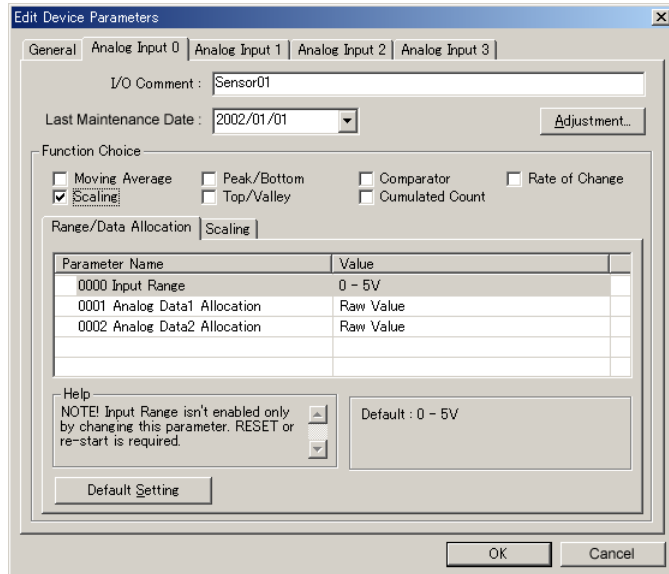 Edit Device Parameters
General Analog Input 0 Analog Input 1 Analog Input 2 Analog Input 3
I/O Comment : Sensor01
Last Maintenance Date : 2002/01/01 Adjustment...
Function Choice
Moving Average Peak/Bottom Comparator Rate of Change
Scaling Top/Valley Cumulated Count
Range/Data Allocation Scaling
Parameter Name Value
0000 Input Range 0 - 5V
0001 Analog Data1 Allocation Raw Value
0002 Analog Data2 Allocation Raw Value
Help
NOTE! Input Range isn't enabled only
by changing this parameter. RESET or
re-start is required.
Default : 0 - 5V
Default Setting
OK Cancel